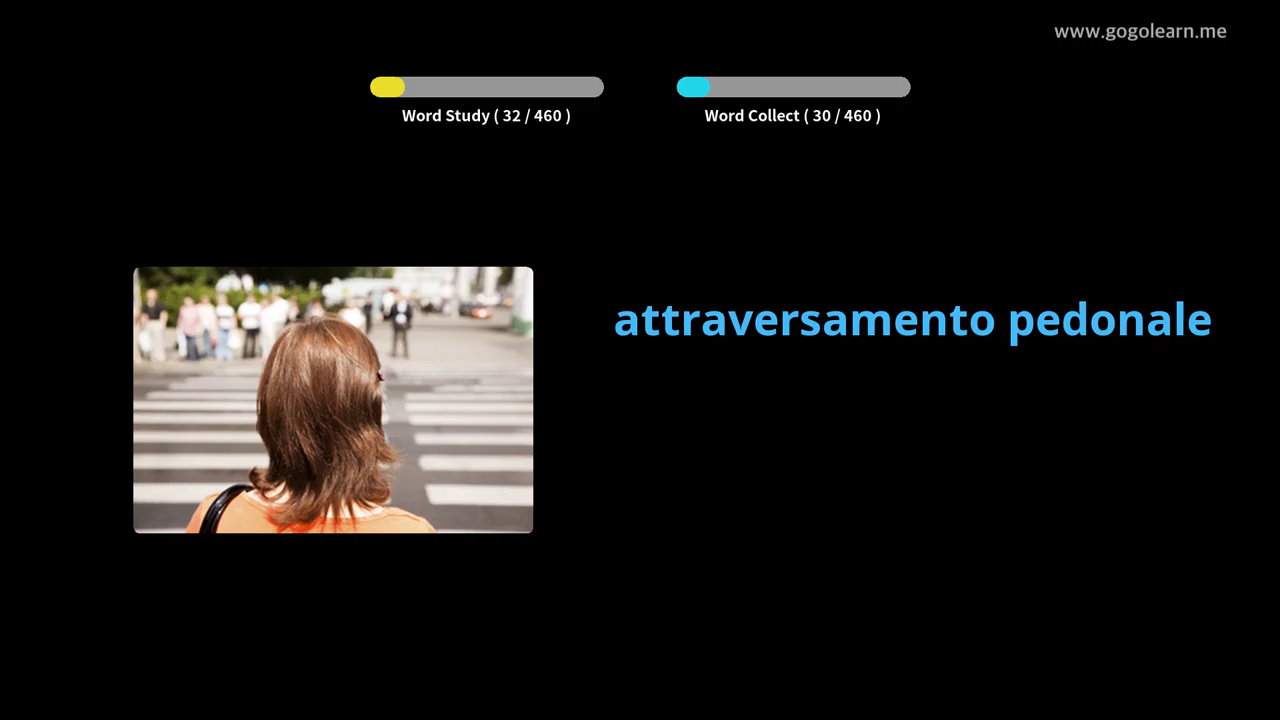 www.gogolearn.me
Word Study ( 32 / 460 )
Word Collect ( 30 / 460 )
attraversamento pedonale